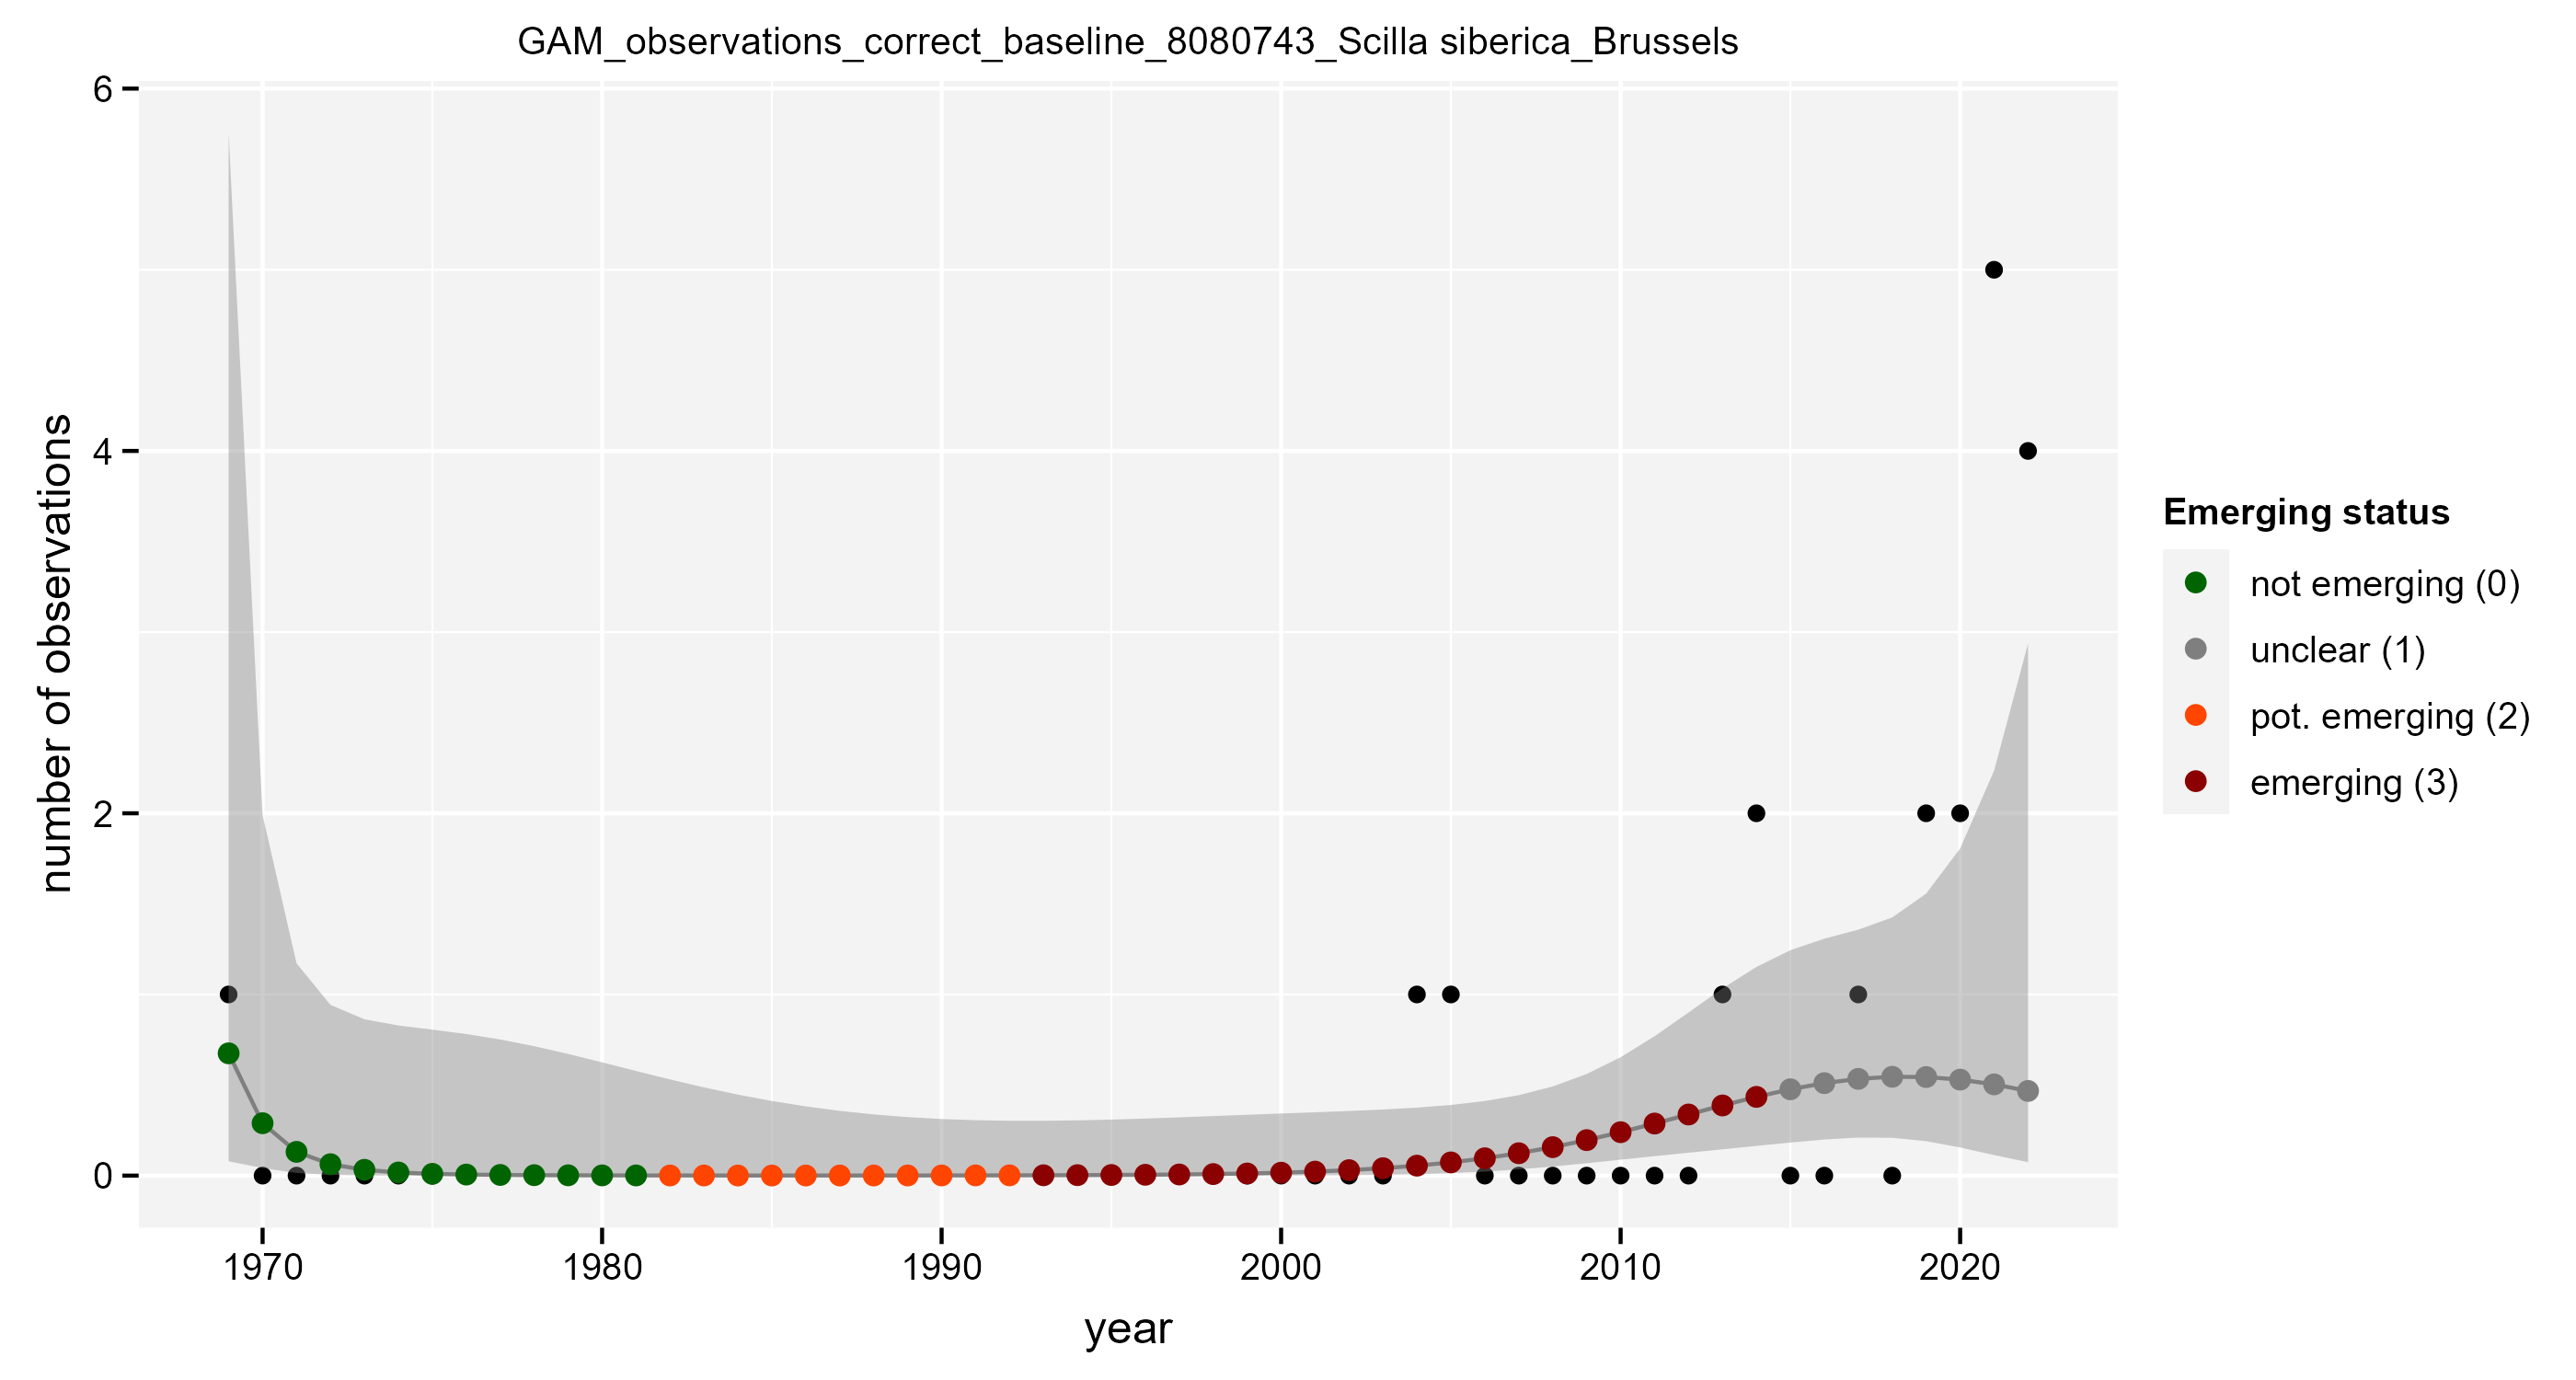 GAM_observations_correct_baseline_8080743_Scilla siberica_Brussels
number of observations
6
4
2
0
1970 1980 1990 2000 2010 2020
year
Emerging status
not emerging (0)
unclear (1)
pot. emerging (2)
emerging (3)